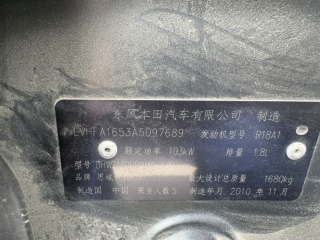 东风本田汽车有限公司 制造
LVHFA1653A5097689 发动机型号 R18A1
额定功率 103kW 排量 1.8L
型号 DHW
品牌 思域 最大设计总质量 1680kg
制造国 中国 乘坐人数 5 制造年月 2010 年 11 月